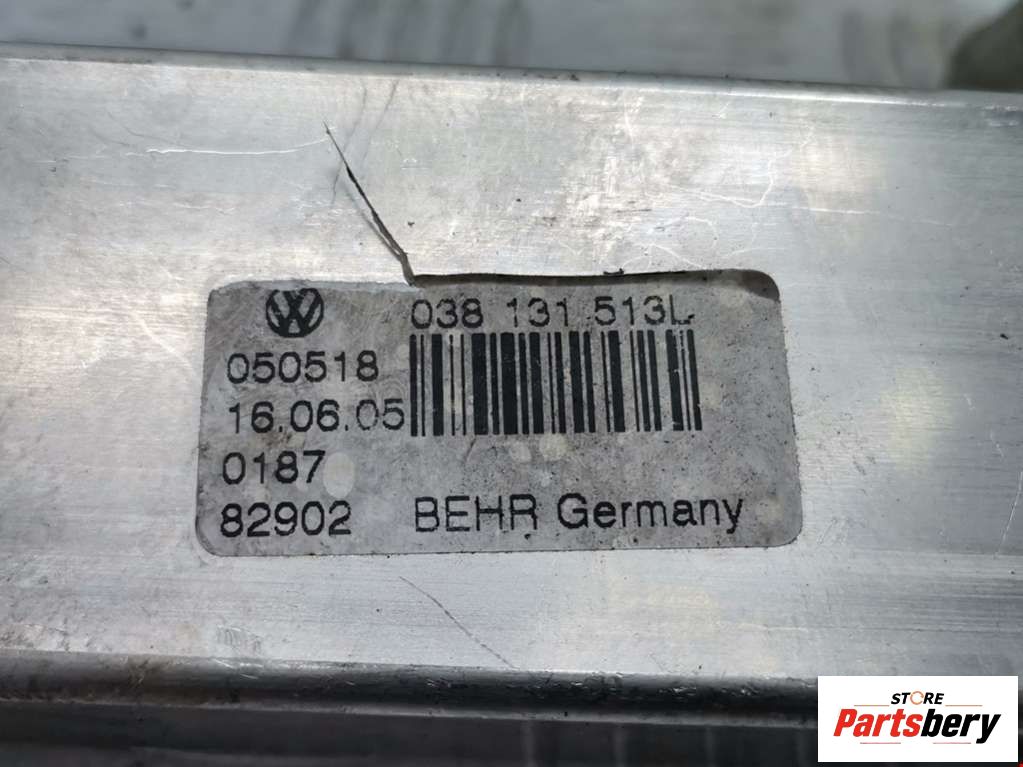 038 131 513L
050518
16.06.05
0187
82902 BEHR Germany
STORE
Partsbery